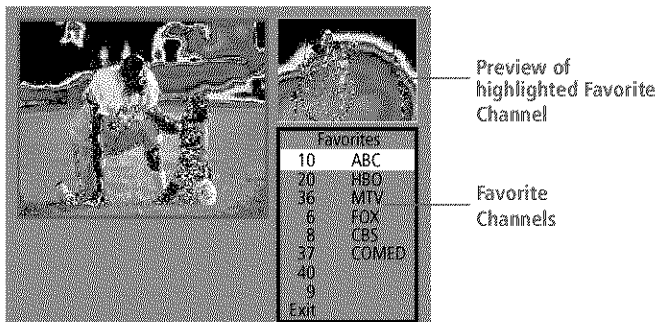 Preview of
highlighted Favorite
Channel
Favorites
10 ABC
20 HBO
36 MTV
6 FOX
8 CBS
37 COMED
40
9
Exit
Favorite
Channels